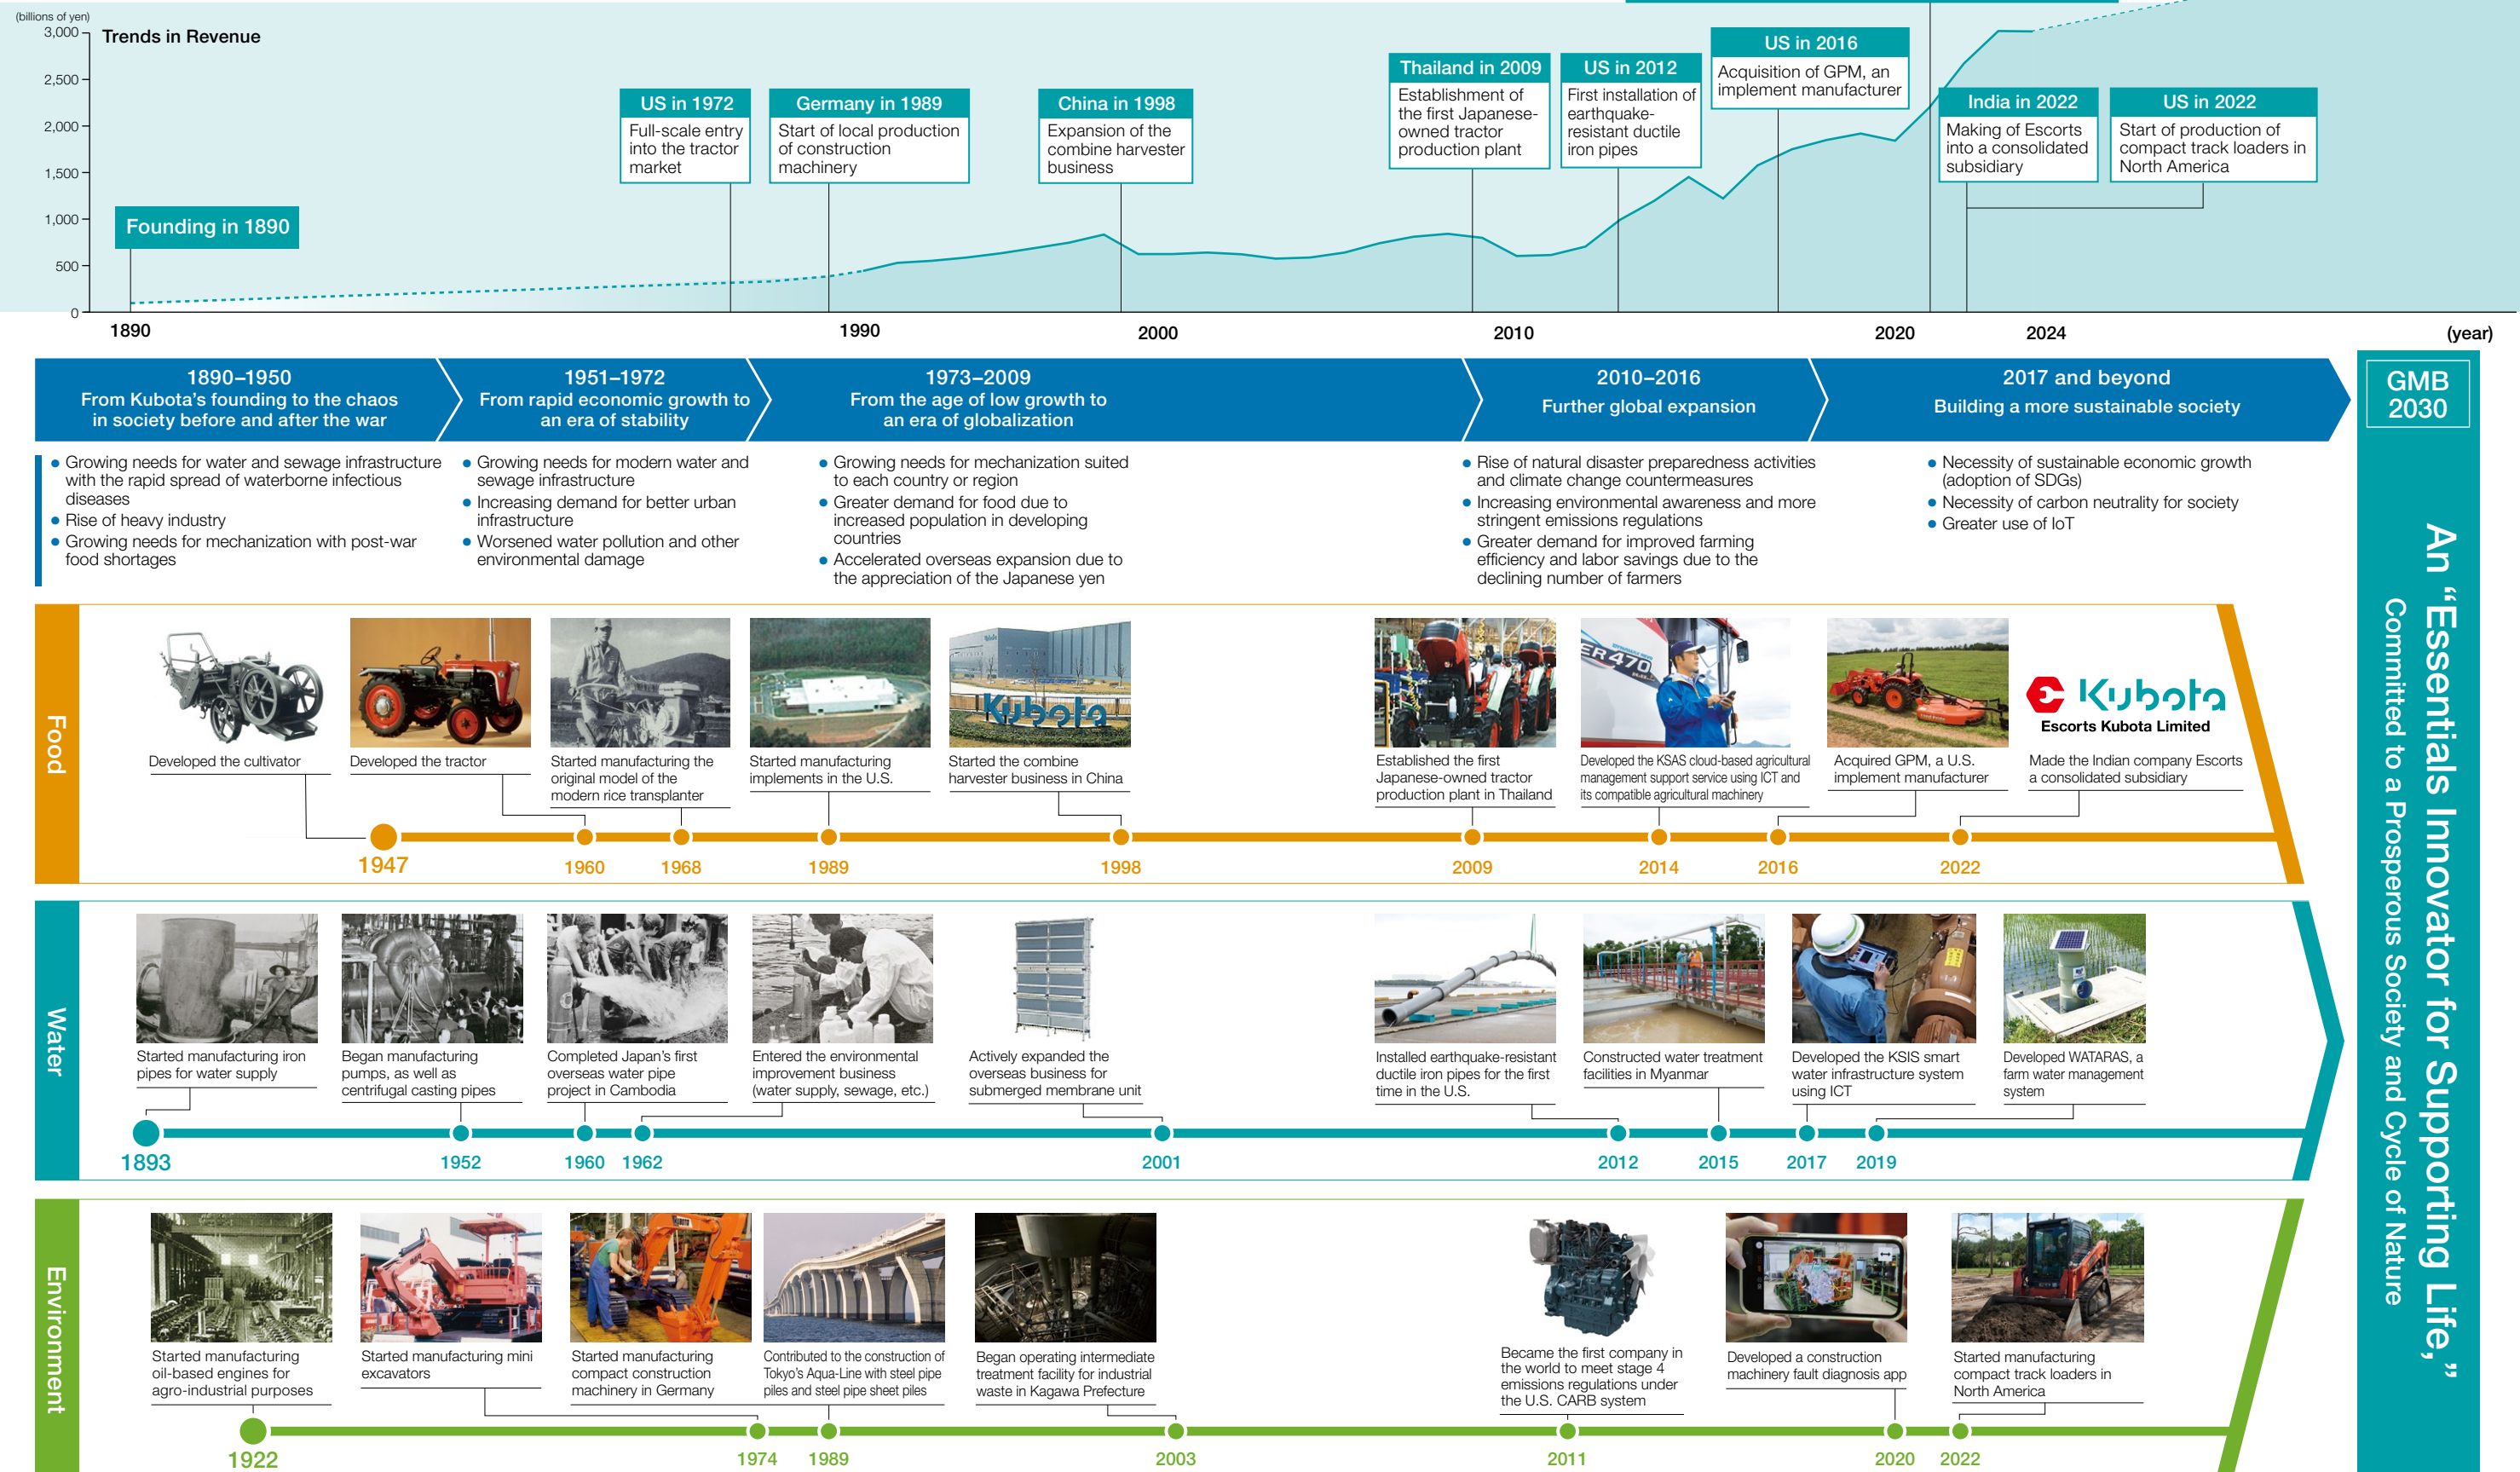 (billions of yen)
Trends in Revenue
3,000
2,500
2,000
1,500
1,000
500
0
Founding in 1890
US in 1972
Full-scale entry
into the tractor
market
Germany in 1989
Start of local production
of construction
machinery
China in 1998
Expansion of the
combine harvester
business
Thailand in 2009
Establishment of
the first Japanese-
owned tractor
production plant
US in 2012
First installation of
earthquake-
resistant ductile
iron pipes
US in 2016
Acquisition of GPM, an
implement manufacturer
India in 2022
Making of Escorts
into a consolidated
subsidiary
US in 2022
Start of production of
compact track loaders in
North America
1890
1990
2000
2010
2020
2024
(year)
1890–1950
From Kubota's founding to the chaos
in society before and after the war
1951–1972
From rapid economic growth to
an era of stability
1973–2009
From the age of low growth to
an era of globalization
2010–2016
Further global expansion
2017 and beyond
Building a more sustainable society
GMB
2030
● Growing needs for water and sewage infrastructure
with the rapid spread of waterborne infectious
diseases
● Rise of heavy industry
● Growing needs for mechanization with post-war
food shortages
● Growing needs for modern water and
sewage infrastructure
● Increasing demand for better urban
infrastructure
● Worsened water pollution and other
environmental damage
● Growing needs for mechanization suited
to each country or region
● Greater demand for food due to
increased population in developing
countries
● Accelerated overseas expansion due to
the appreciation of the Japanese yen
● Rise of natural disaster preparedness activities
and climate change countermeasures
● Increasing environmental awareness and more
stringent emissions regulations
● Greater demand for improved farming
efficiency and labor savings due to the
declining number of farmers
● Necessity of sustainable economic growth
(adoption of SDGs)
● Necessity of carbon neutrality for society
● Greater use of IoT
An “Essentials Innovator for Supporting Life,”
Committed to a Prosperous Society and Cycle of Nature
Food
Developed the cultivator
Developed the tractor
Started manufacturing the
original model of the
modern rice transplanter
Started manufacturing
implements in the U.S.
Kubota
Started the combine
harvester business in China
Established the first
Japanese-owned tractor
production plant in Thailand
ER470
Developed the KSAS cloud-based agricultural
management support service using ICT and
its compatible agricultural machinery
Acquired GPM, a U.S.
implement manufacturer
Kubota
Escorts Kubota Limited
Made the Indian company Escorts
a consolidated subsidiary
1947
1960
1968
1989
1998
2009
2014
2016
2022
Water
Started manufacturing iron
pipes for water supply
Began manufacturing
pumps, as well as
centrifugal casting pipes
Completed Japan's first
overseas water pipe
project in Cambodia
Entered the environmental
improvement business
(water supply, sewage, etc.)
Actively expanded the
overseas business for
submerged membrane unit
Installed earthquake-resistant
ductile iron pipes for the first
time in the U.S.
Constructed water treatment
facilities in Myanmar
Developed the KSIS smart
water infrastructure system
using ICT
Developed WATARAS, a
farm water management
system
1893
1952
1960
1962
2001
2012
2015
2017
2019
Environment
Started manufacturing
oil-based engines for
agro-industrial purposes
Started manufacturing mini
excavators
Started manufacturing
compact construction
machinery in Germany
Contributed to the construction of
Tokyo's Aqua-Line with steel pipe
piles and steel pipe sheet piles
Began operating intermediate
treatment facility for industrial
waste in Kagawa Prefecture
Became the first company in
the world to meet stage 4
emissions regulations under
the U.S. CARB system
Developed a construction
machinery fault diagnosis app
Started manufacturing
compact track loaders in
North America
1922
1974
1989
2003
2011
2020
2022